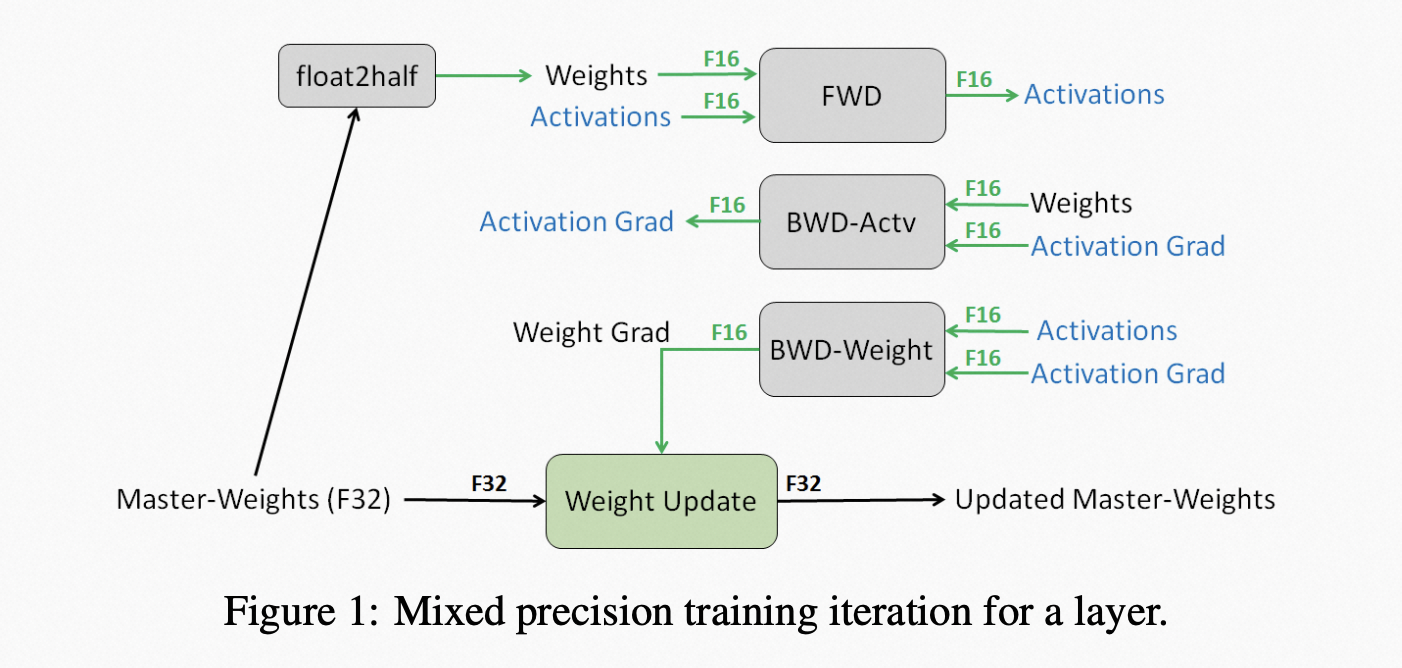 float2half
Weights
F16
Activations
F16
FWD
F16
Activations
Activation Grad
F16
BWD-Actv
F16
Weights
F16
Activation Grad
Weight Grad
F16
BWD-Weight
F16
Activations
F16
Activation Grad
Master-Weights (F32)
F32
Weight Update
F32
Updated Master-Weights
Figure 1: Mixed precision training iteration for a layer.